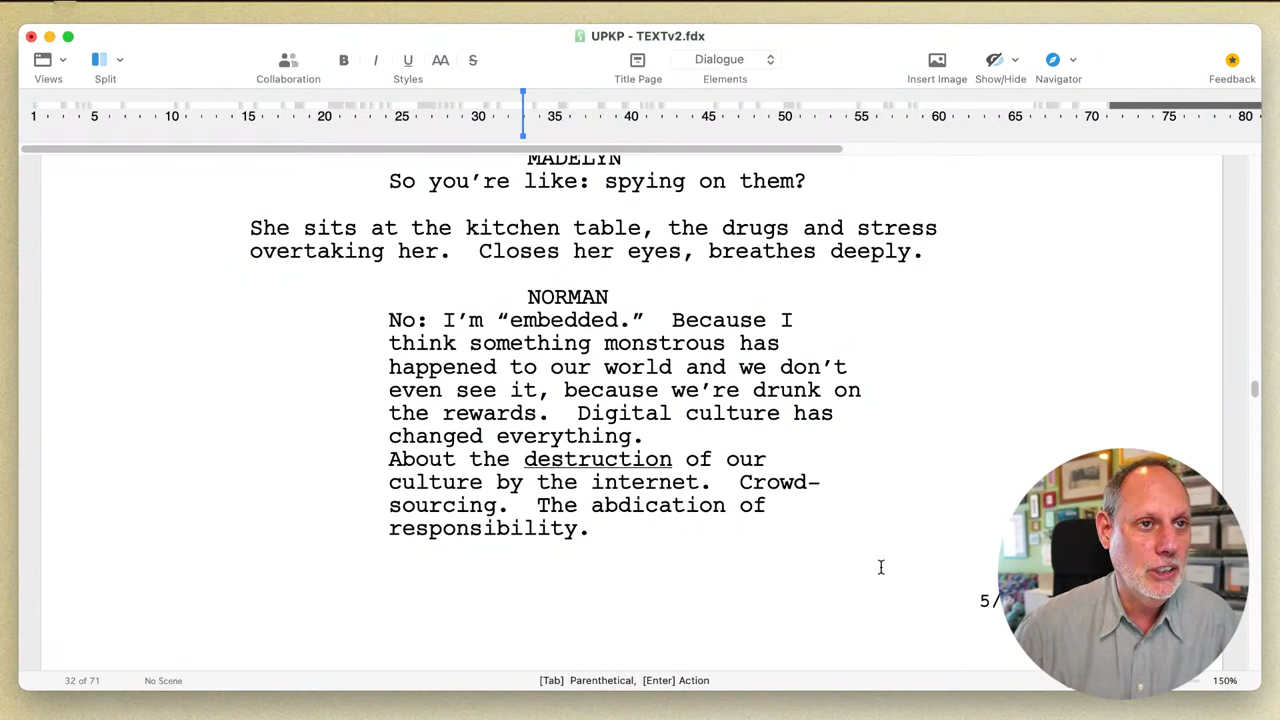 UPKP - TEXTv2.fdx
Views Split Collaboration B I U AA S Styles Title Page Dialogue Elements Insert Image Show/Hide Navigator Feedback
1 5 10 15 20 25 30 35 40 45 50 55 60 65 70 75 80
MADELYN
So you’re like: spying on them?
She sits at the kitchen table, the drugs and stress
overtaking her. Closes her eyes, breathes deeply.
NORMAN
No: I’m “embedded.” Because I
think something monstrous has
happened to our world and we don’t
even see it, because we’re drunk on
the rewards. Digital culture has
changed everything.
About the destruction of our
culture by the internet. Crowd-
sourcing. The abdication of
responsibility.
5/
32 of 71 No Scene [Tab] Parenthetical, [Enter] Action 150%